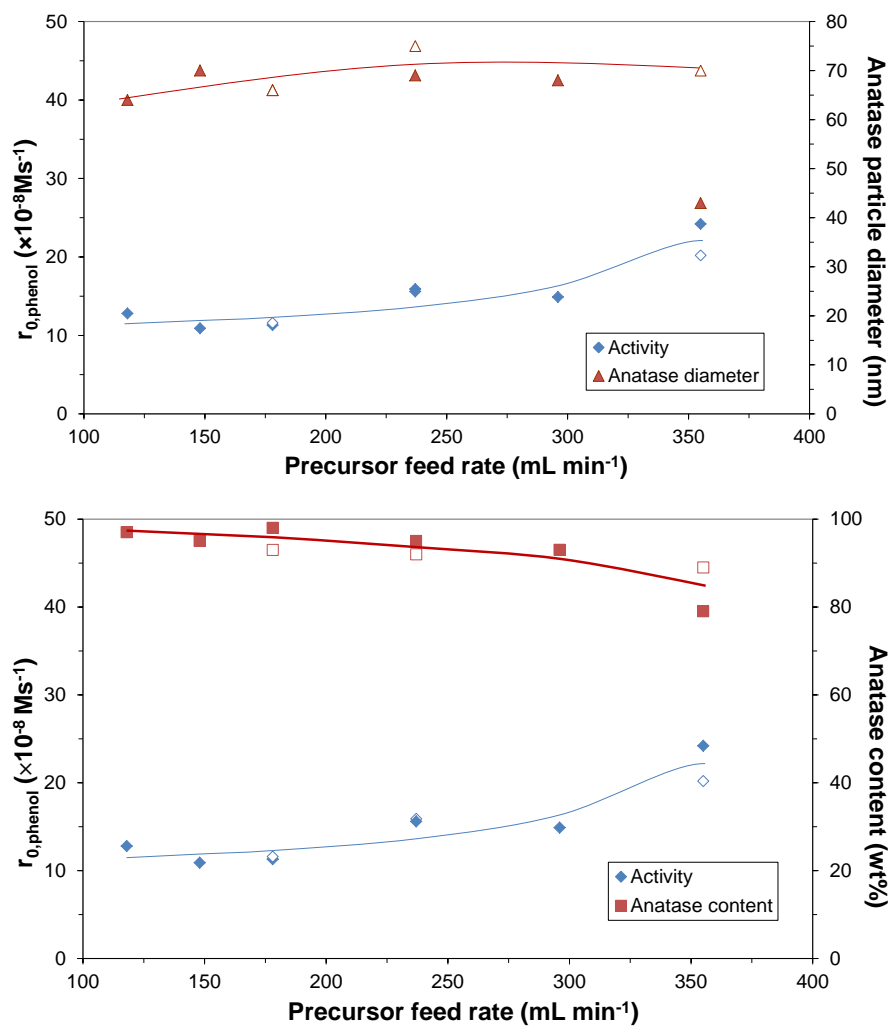 50
40
30
20
10
0
r0,phenol (×10-8Ms-1)
80
70
60
50
40
30
20
10
0
Anatase particle diameter (nm)
Activity
Anatase diameter
100 150 200 250 300 350 400
Precursor feed rate (mL min-1)
50
40
30
20
10
0
r0,phenol (×10-8 Ms-1)
100
80
60
40
20
0
Anatase content (wt%)
Activity
Anatase content
100 150 200 250 300 350 400
Precursor feed rate (mL min-1)